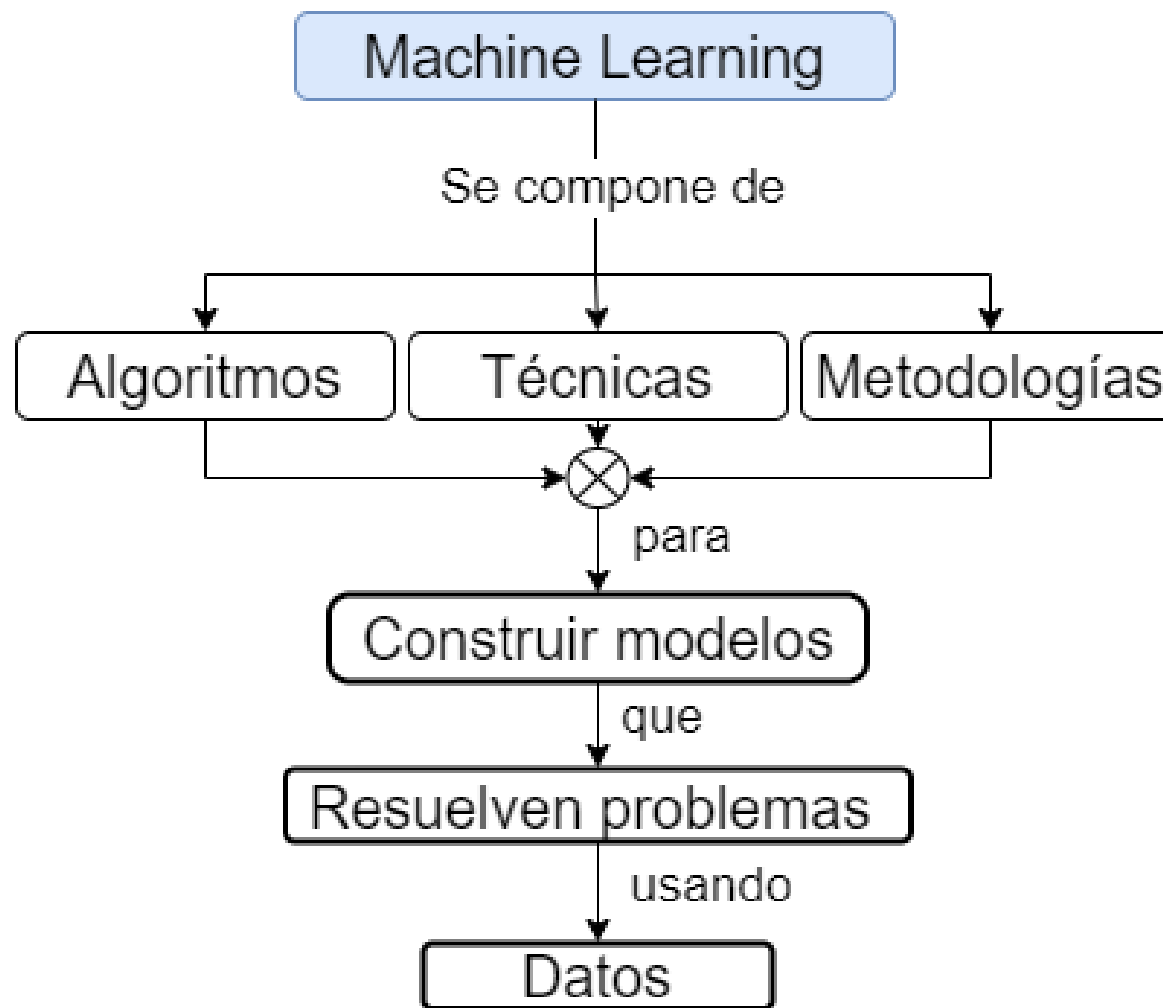 Machine Learning
Se compone de
Algoritmos
Técnicas
Metodologías
para
Construir modelos
que
Resuelven problemas
usando
Datos